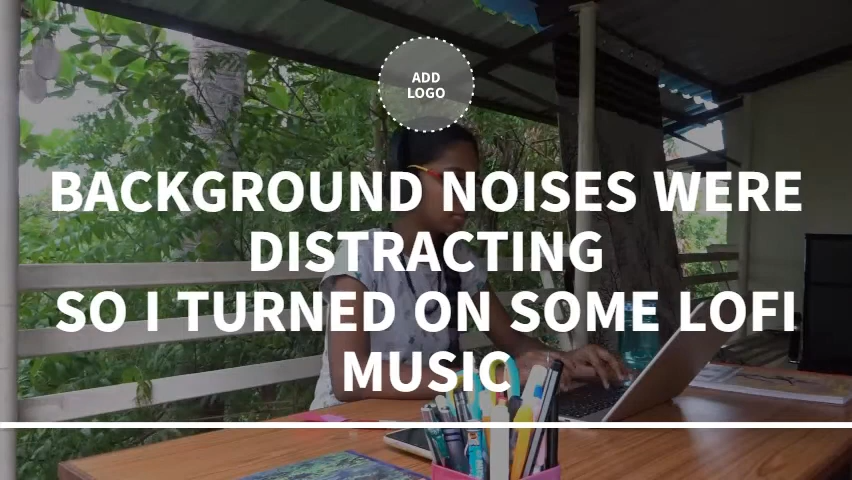 ADD
LOGO
BACKGROUND NOISES WERE
DISTRACTING
SO I TURNED ON SOME LOFI
MUSIC